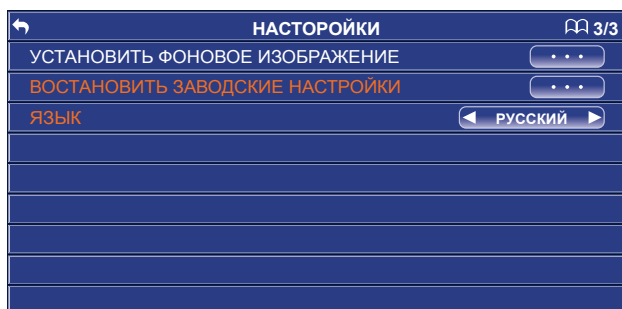 НАСТОРОЙКИ 3/3
УСТАНОВИТЬ ФОНОВОЕ ИЗОБРАЖЕНИЕ
ВОСТАНОВИТЬ ЗАВОДСКИЕ НАСТРОЙКИ
ЯЗЫК РУССКИЙ